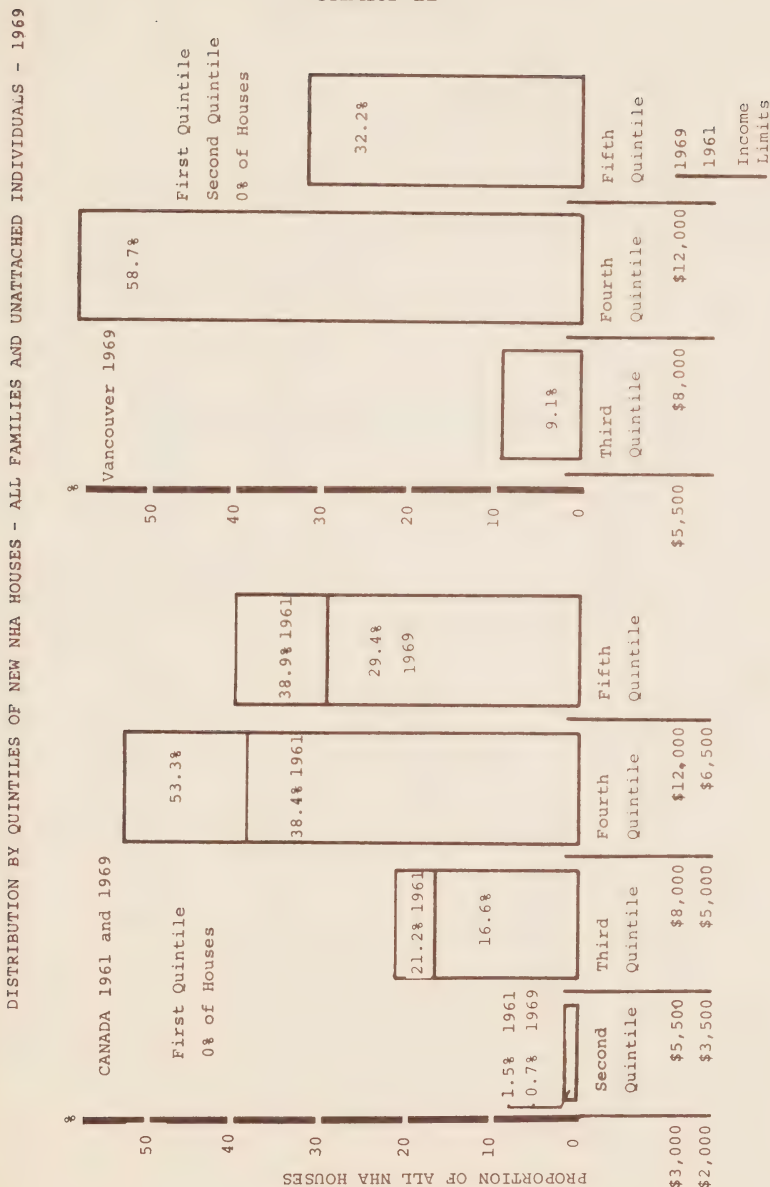 DISTRIBUTION BY QUINTILES OF NEW NHA HOUSES - ALL FAMILIES AND UNATTACHED INDIVIDUALS - 1969
CANADA 1961 and 1969
First Quintile
0% of Houses
%
50
40
30
20
10
0
PROPORTION OF ALL NHA HOUSES
1.5% 1961
0.7% 1969
21.2% 1961
16.6%
53.3%
38.4% 1961
38.9% 1961
29.4%
1969
Second Quintile
Third Quintile
Fourth Quintile
Fifth Quintile
$3,000 $5,500 $8,000 $12,000
$2,000 $3,500 $5,000 $6,500
Vancouver 1969
First Quintile
Second Quintile
0% of Houses
%
50
40
30
20
10
0
9.1%
58.7%
32.2%
Third Quintile
Fourth Quintile
Fifth Quintile
$5,500 $8,000 $12,000 1969
1961
Income
Limits